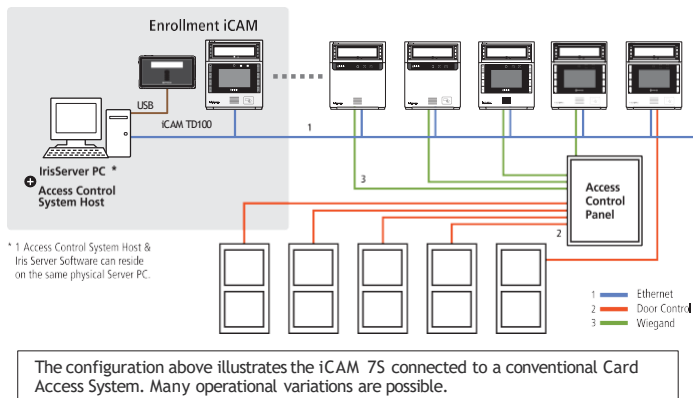 Enrollment iCAM
USB
iCAM TD100
1
IrisServer PC *
Access Control
System Host
3
Access
Control
Panel
2
* 1 Access Control System Host &
Iris Server Software can reside
on the same physical Server PC.
1 Ethernet
2 Door Control
3 Wiegand
The configuration above illustrates the iCAM 7S connected to a conventional Card
Access System. Many operational variations are possible.